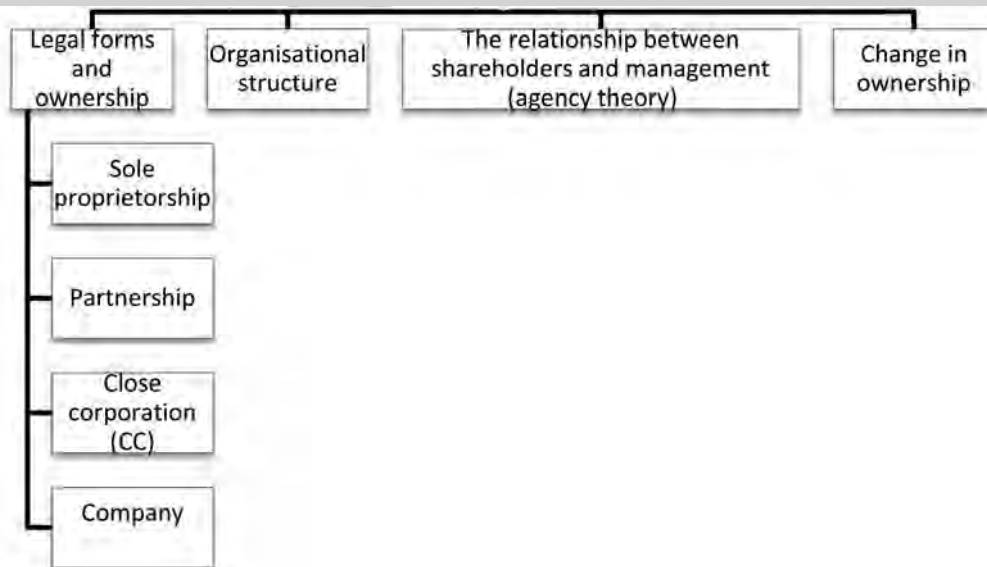 Legal forms
and
ownership
Organisational
structure
The relationship between
shareholders and management
(agency theory)
Change in
ownership
Sole
proprietorship
Partnership
Close
corporation
(CC)
Company